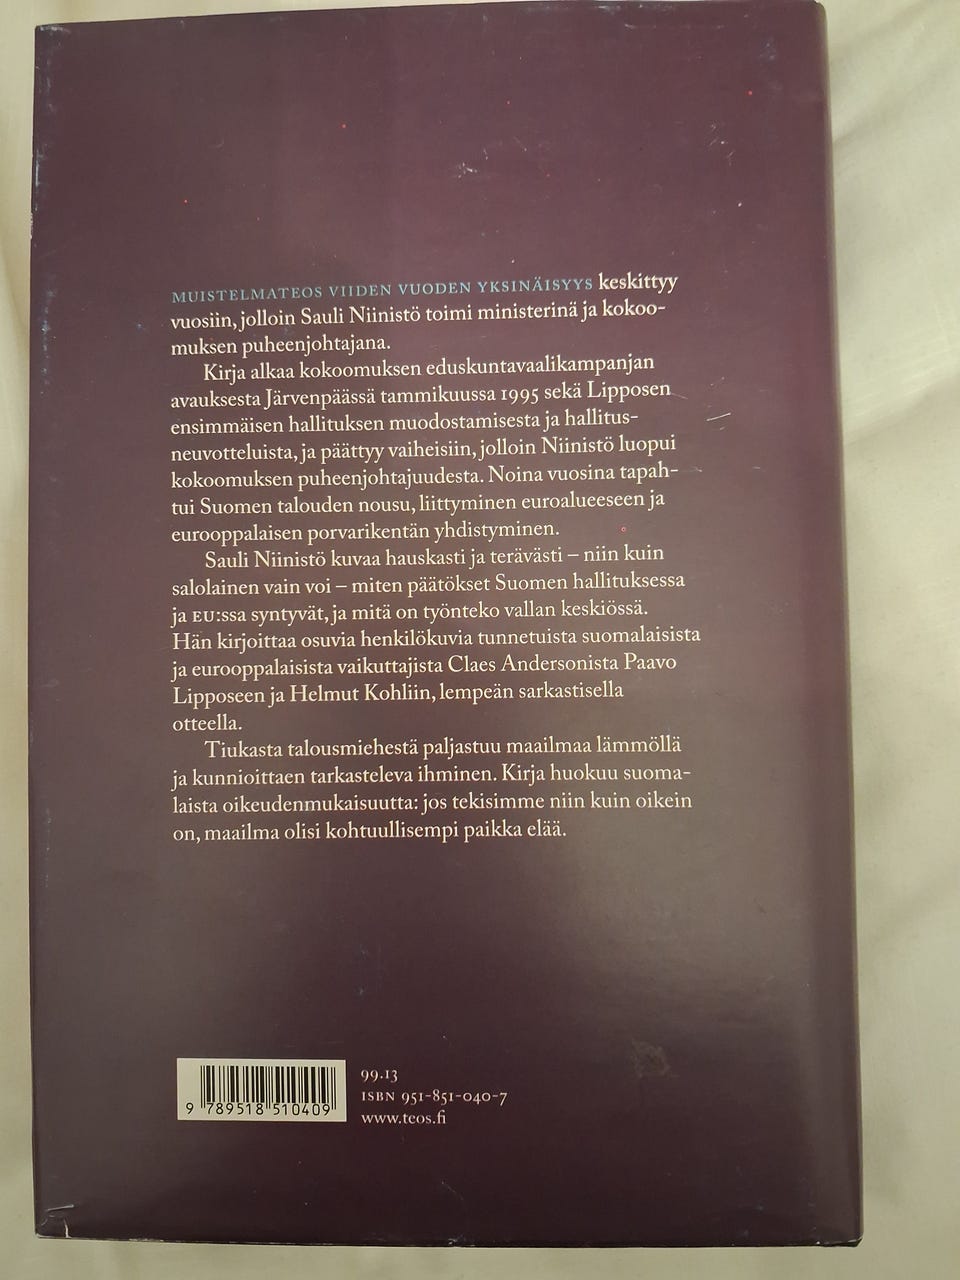 MUISTELMATEOS VIIDEN VUODEN YKSINÄISYYS keskittyy
vuosiin, jolloin Sauli Niinistö toimi ministerinä ja kokoo-
muksen puheenjohtajana.
Kirja alkaa kokoomuksen eduskuntavaalikampanjan
avauksesta Järvenpäässä tammikuussa 1995 sekä Lipposen
ensimmäisen hallituksen muodostamisesta ja hallitus-
neuvotteluista, ja päättyy vaiheisiin, jolloin Niinistö luopui
kokoomuksen puheenjohtajuudesta. Noina vuosina tapah-
tui Suomen talouden nousu, liittyminen euroalueeseen ja
eurooppalaisen porvarikentän yhdistyminen.
Sauli Niinistö kuvaa hauskasti ja terävästi – niin kuin
salolainen vain voi – miten päätökset Suomen hallituksessa
ja EU:ssa syntyvät, ja mitä on työnteko vallan keskiössä.
Hän kirjoittaa osuvia henkilökuvia tunnetuista suomalaisista
ja eurooppalaisista vaikuttajista Claes Andersonista Paavo
Lipposeen ja Helmut Kohliin, lempeän sarkastisella
otteella.
Tiukasta talousmiehestä paljastuu maailmaa lämmöllä
ja kunnioittaen tarkasteleva ihminen. Kirja huokuu suoma-
laista oikeudenmukaisuutta: jos tekisimme niin kuin oikein
on, maailma olisi kohtuullisempi paikka elää.
99.13
ISBN 951-851-040-7
www.teos.fi
9 789518 510409